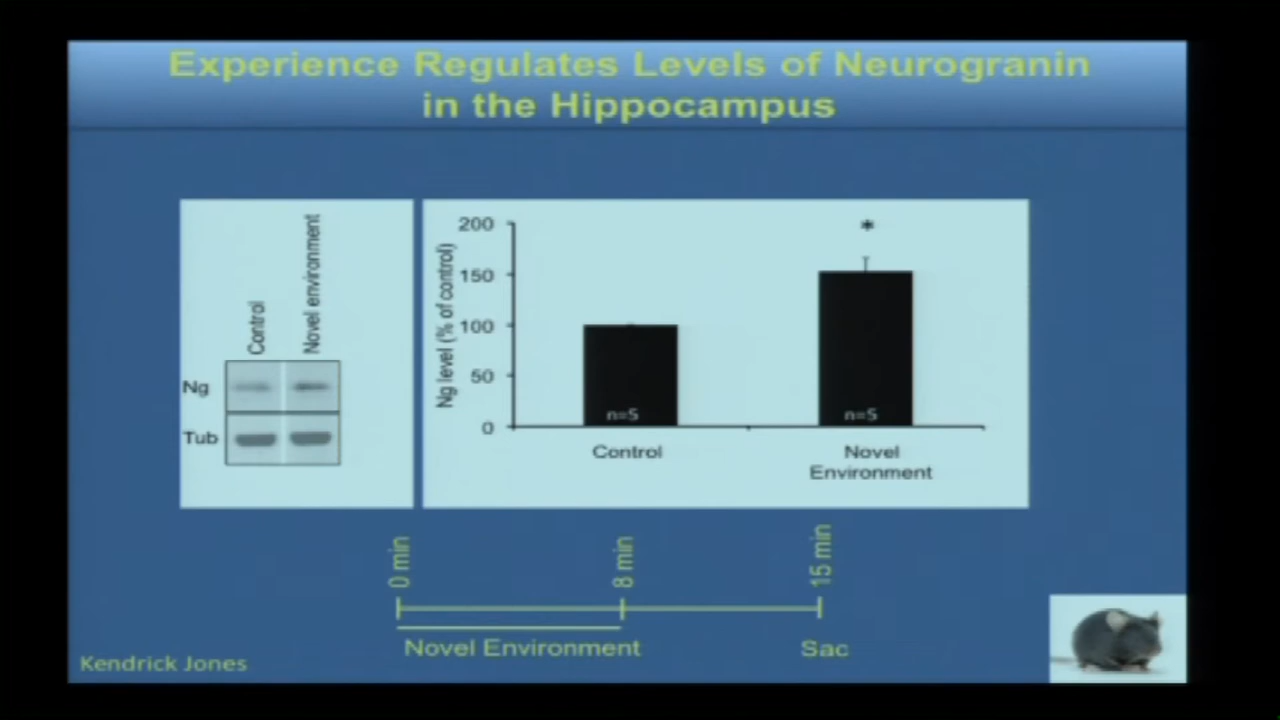 Experience Regulates Levels of Neurogranin
in the Hippocampus
Control
Novel environment
Ng
Tub
Ng level (% of control)
200
150
100
50
0
*
n=5
n=5
Control
Novel
Environment
0 min
8 min
15 min
Novel Environment
Sac
Kendrick Jones